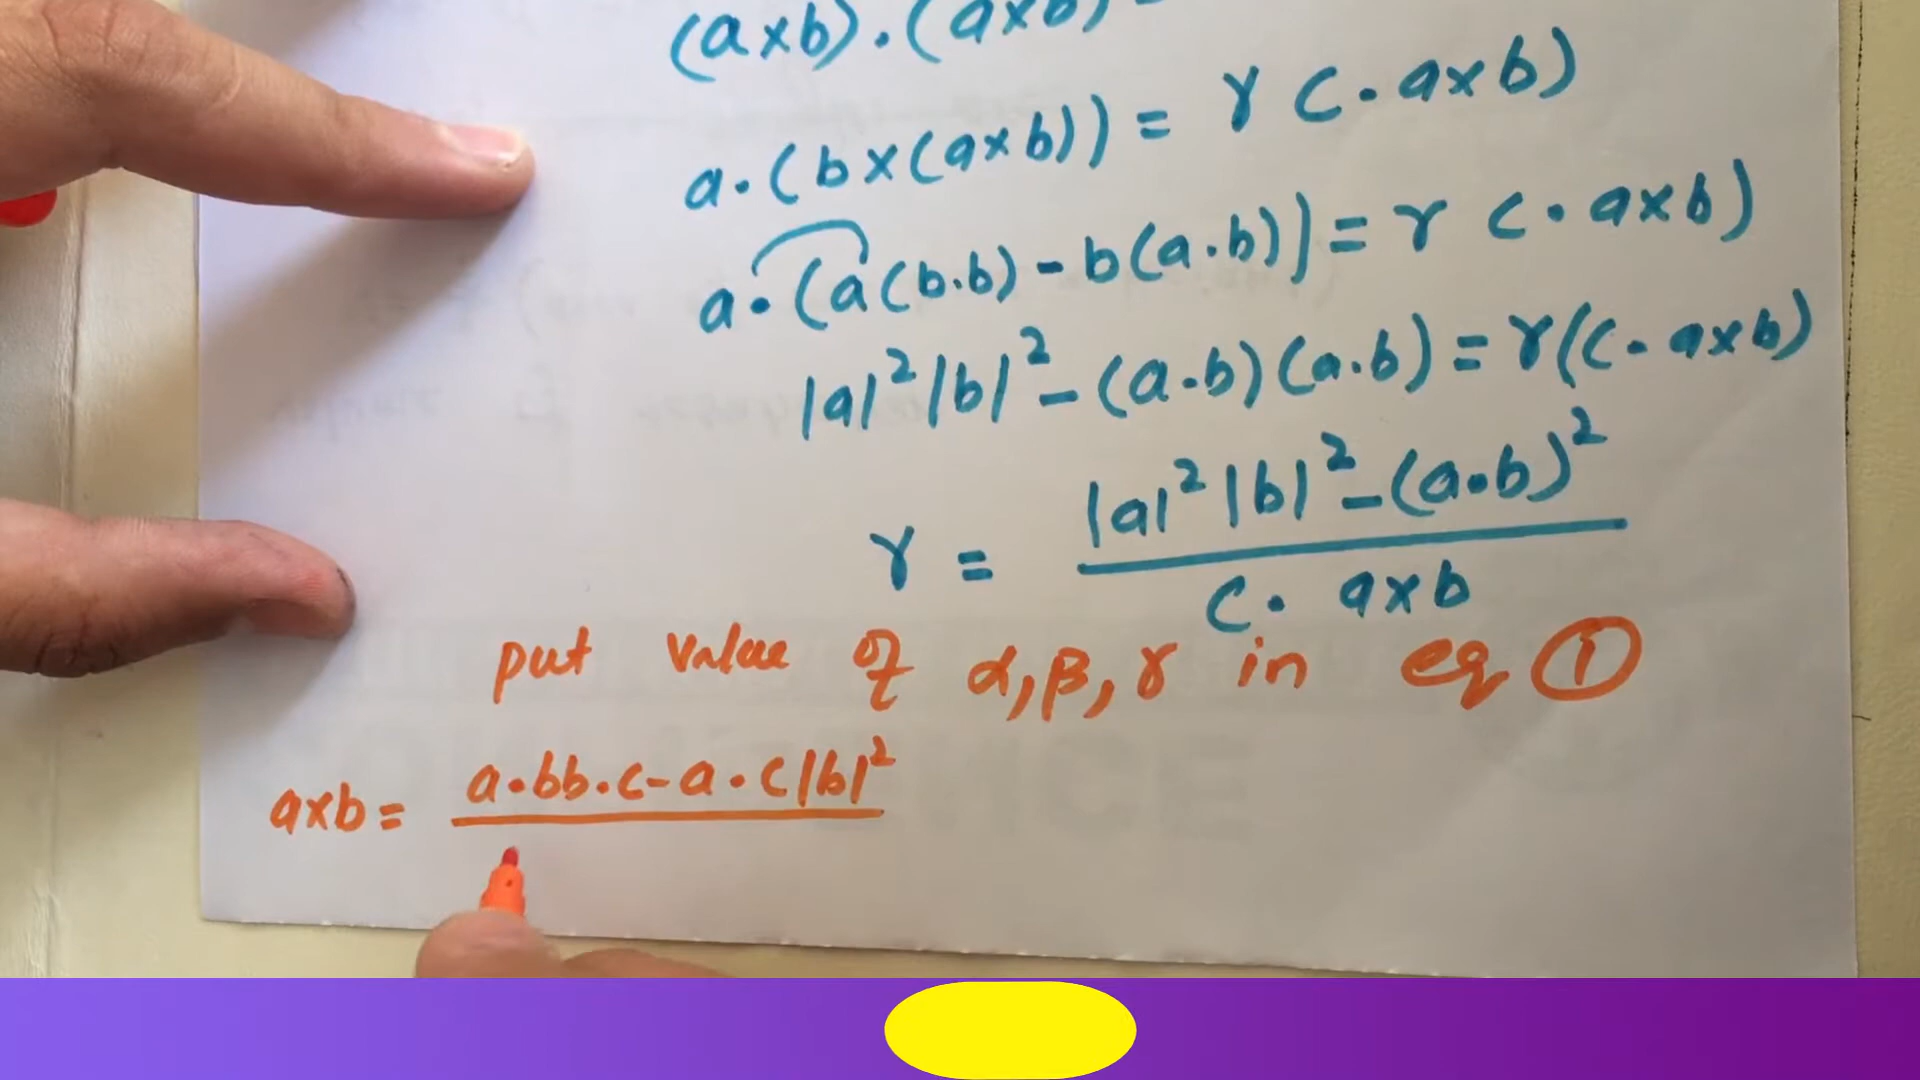 (a×b).(a×b)
a.(b×(a×b)) = γ c.a×b)
a.(a(b.b)-b(a.b)) = γ c.a×b)
|a|²|b|²-(a.b)(a.b) = γ(c.a×b)
γ = |a|²|b|²-(a.b)²
c. a×b
put value of α,β,γ in eq ①
a×b = a.bb.c-a.c|b|²